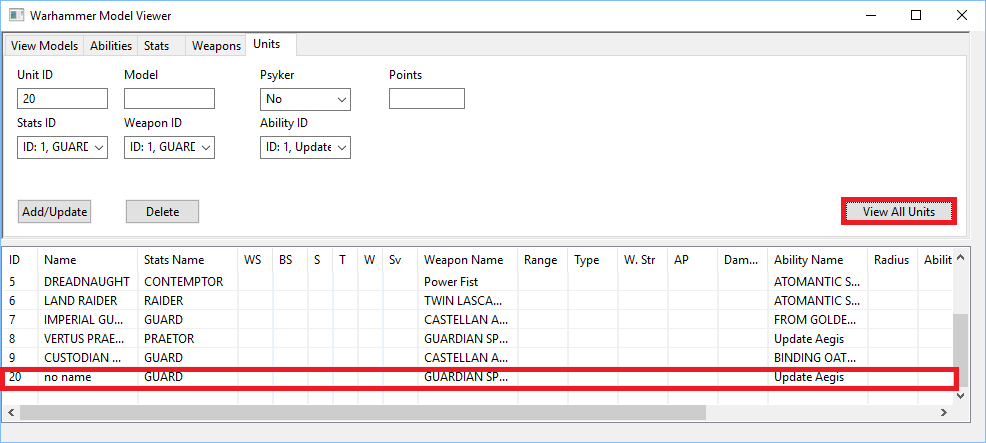 Warhammer Model Viewer
View Models Abilities Stats Weapons Units
Unit ID Model Psyker Points
20 No
Stats ID Weapon ID Ability ID
ID: 1, GUARD ID: 1, GUARD ID: 1, Update
Add/Update Delete View All Units
ID Name Stats Name WS BS S T W Sv Weapon Name Range Type W. Str AP Dam... Ability Name Radius Abilit
5 DREADNAUGHT CONTEMPTOR Power Fist ATOMANTIC S...
6 LAND RAIDER RAIDER TWIN LASCA... ATOMANTIC S...
7 IMPERIAL GU... GUARD CASTELLAN A... FROM GOLDE...
8 VERTUS PRAE... PRAETOR GUARDIAN SP... Update Aegis
9 CUSTODIAN ... GUARD CASTELLAN A... BINDING OAT...
20 no name GUARD GUARDIAN SP... Update Aegis